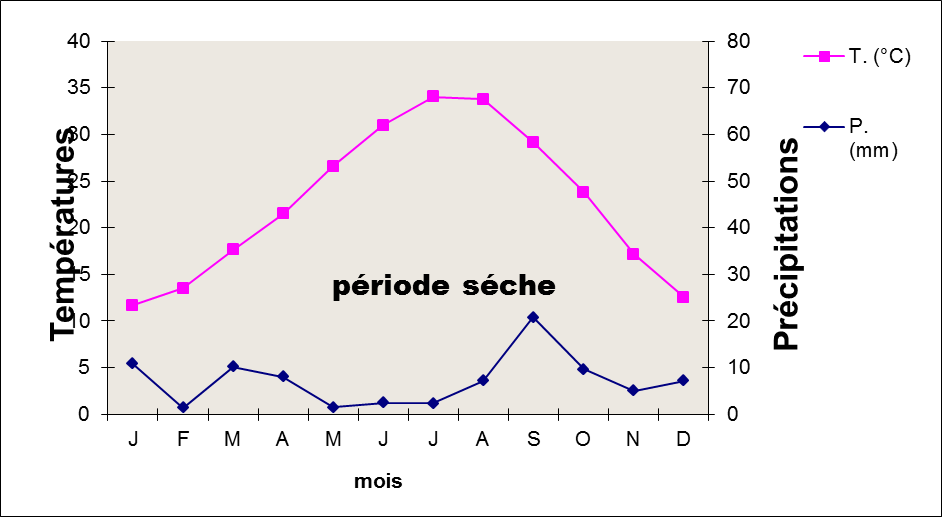 Températures
40
35
30
25
20
15
10
5
0
période séche
J F M A M J J A S O N D
mois
80
70
60
50
40
30
20
10
0
Précipitations
T. (°C)
P.
(mm)